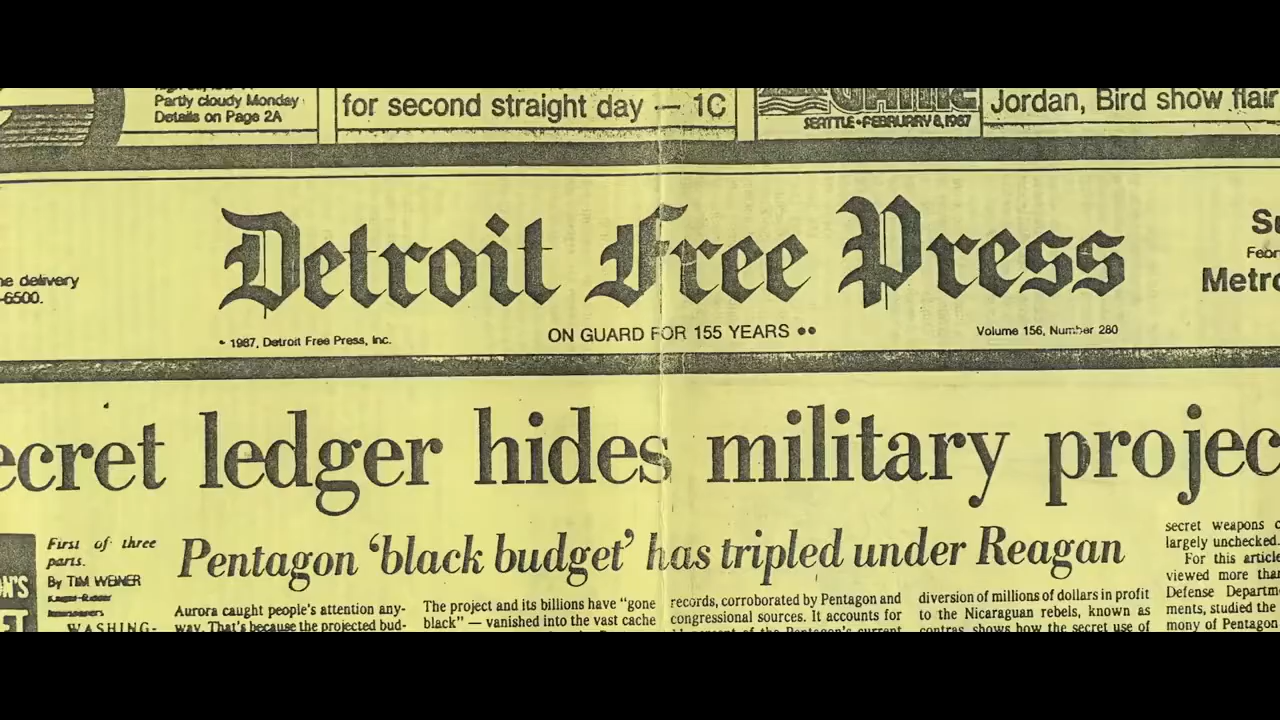 Partly cloudy Monday
Details on Page 2A
for second straight day — 1C
SEATTLE•FEBRUARY 8, 1987
Jordan, Bird show flair
Detroit Free Press
ne delivery
-6500.
Metro
1987, Detroit Free Press, Inc.
ON GUARD FOR 155 YEARS ••
Volume 156, Number 280
ecret ledger hides military projec
Pentagon 'black budget' has tripled under Reagan
First of three
parts.
By TIM WEINER
Knight-Ridder
Newspapers
WASHING-
Aurora caught people's attention any-
way. That's because the projected bud-
The project and its billions have "gone
black" — vanished into the vast cache
records, corroborated by Pentagon and
congressional sources. It accounts for
diversion of millions of dollars in profit
to the Nicaraguan rebels, known as
contras, shows how the secret use of
secret weapons
largely unchecked.
For this article
viewed more than
Defense Departm
ments, studied the
mony of Pentagon